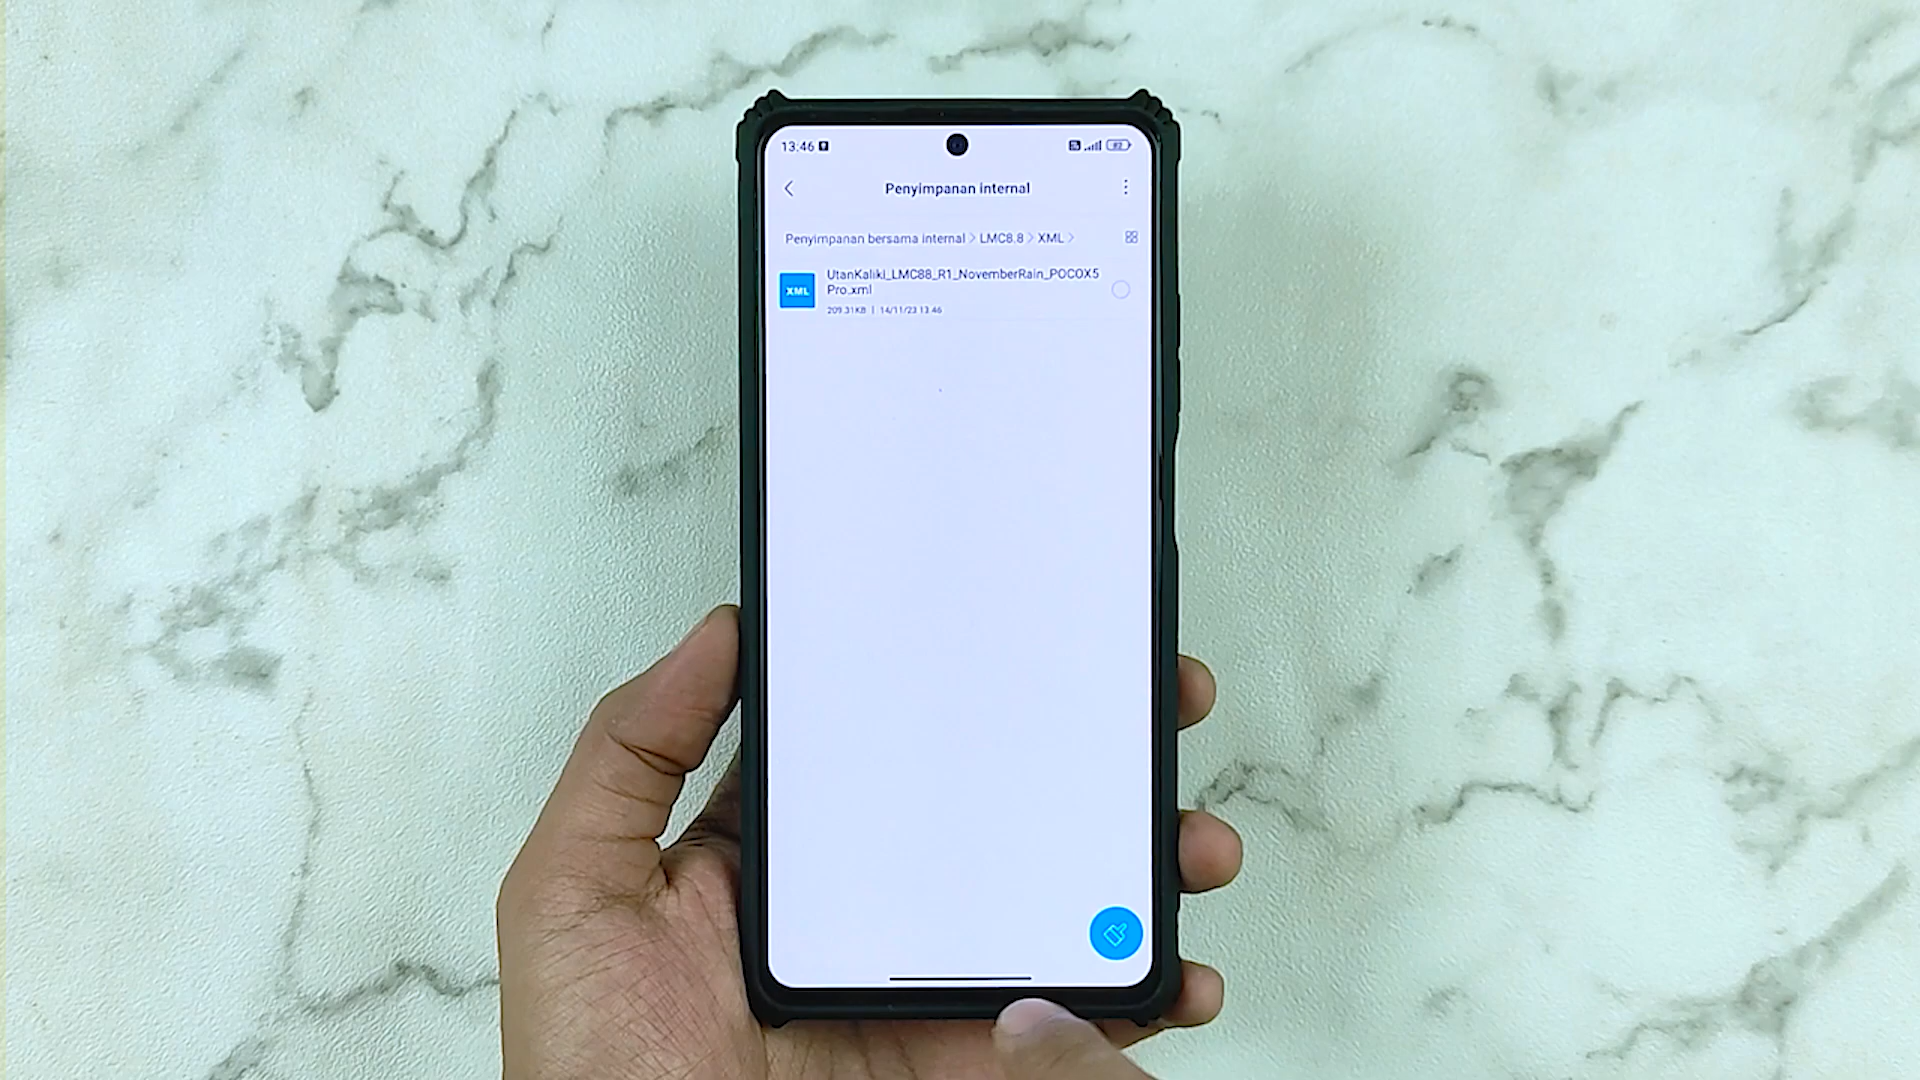 13:46
82
Penyimpanan internal
Penyimpanan bersama internal > LMC8.8 > XML >
XML
UtanKaliki_LMC88_R1_NovemberRain_POCOX5
Pro.xml
209.31KB | 14/11/23 13.46